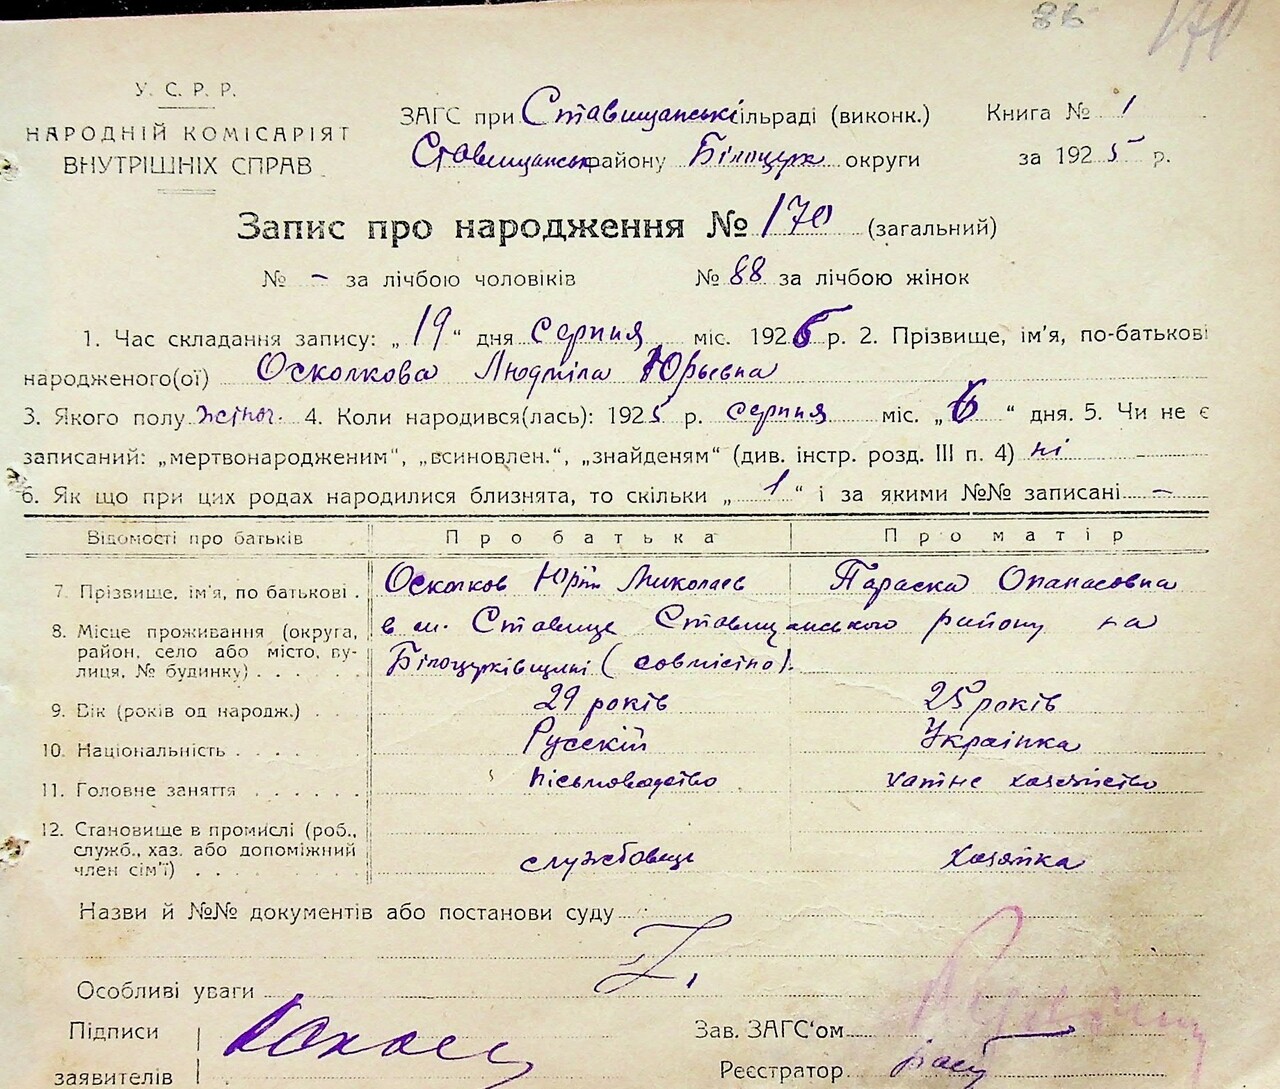 86 170
У. С. Р. Р.
НАРОДНІЙ КОМІСАРІЯТ
ВНУТРІШНІХ СПРАВ
ЗАГС при Ставищанські ільраді (виконк.)
Ставищанськ району Білоцерк округи
Книга № 1
за 1925 р.
Запис про народження № 170 (загальний)
№ – за лічбою чоловіків № 88 за лічбою жінок
1. Час складання запису: „ 19 “ дня серпня міс. 1925 р. 2. Прізвище, ім'я, по-батькові
народженого(ої) Осколкова Людміла Юрьевна
3. Якого полу жіноч. 4. Коли народився(лась): 1925 р. серпня міс. „ 6 “ дня. 5. Чи не є
записаний: „мертвонародженим“, „всиновлен.“, „знайденям“ (див. інстр. розд. III п. 4) ні
6. Як що при цих родах народилися близнята, то скільки „ 1 “ і за якими №№ записані –
Відомості про батьків Про батька Про матір
7. Прізвище, ім'я, по батькові . Осколков Юрій Миколаев Параска Опанасовна
8. Місце проживання (округа, район, село або місто, вулиця, № будинку) . . . . . . в м. Ставище Ставищанського району на
Білоцерківщині (совмістно).
9. Вік (років од народж.) . . 29 років 25 років
10. Національність . . . . Русскій Українка
11. Головне заняття . . . . . . пісьмоводство хатнє хазяйство
12. Становище в промислі (роб., служб., хаз. або допоміжний член сім'ї) . . . . службовець хазяйка
Назви й №№ документів або постанови суду
Особливі уваги
Підписи
заявителів
Зав. ЗАГС'ом
Реєстратор